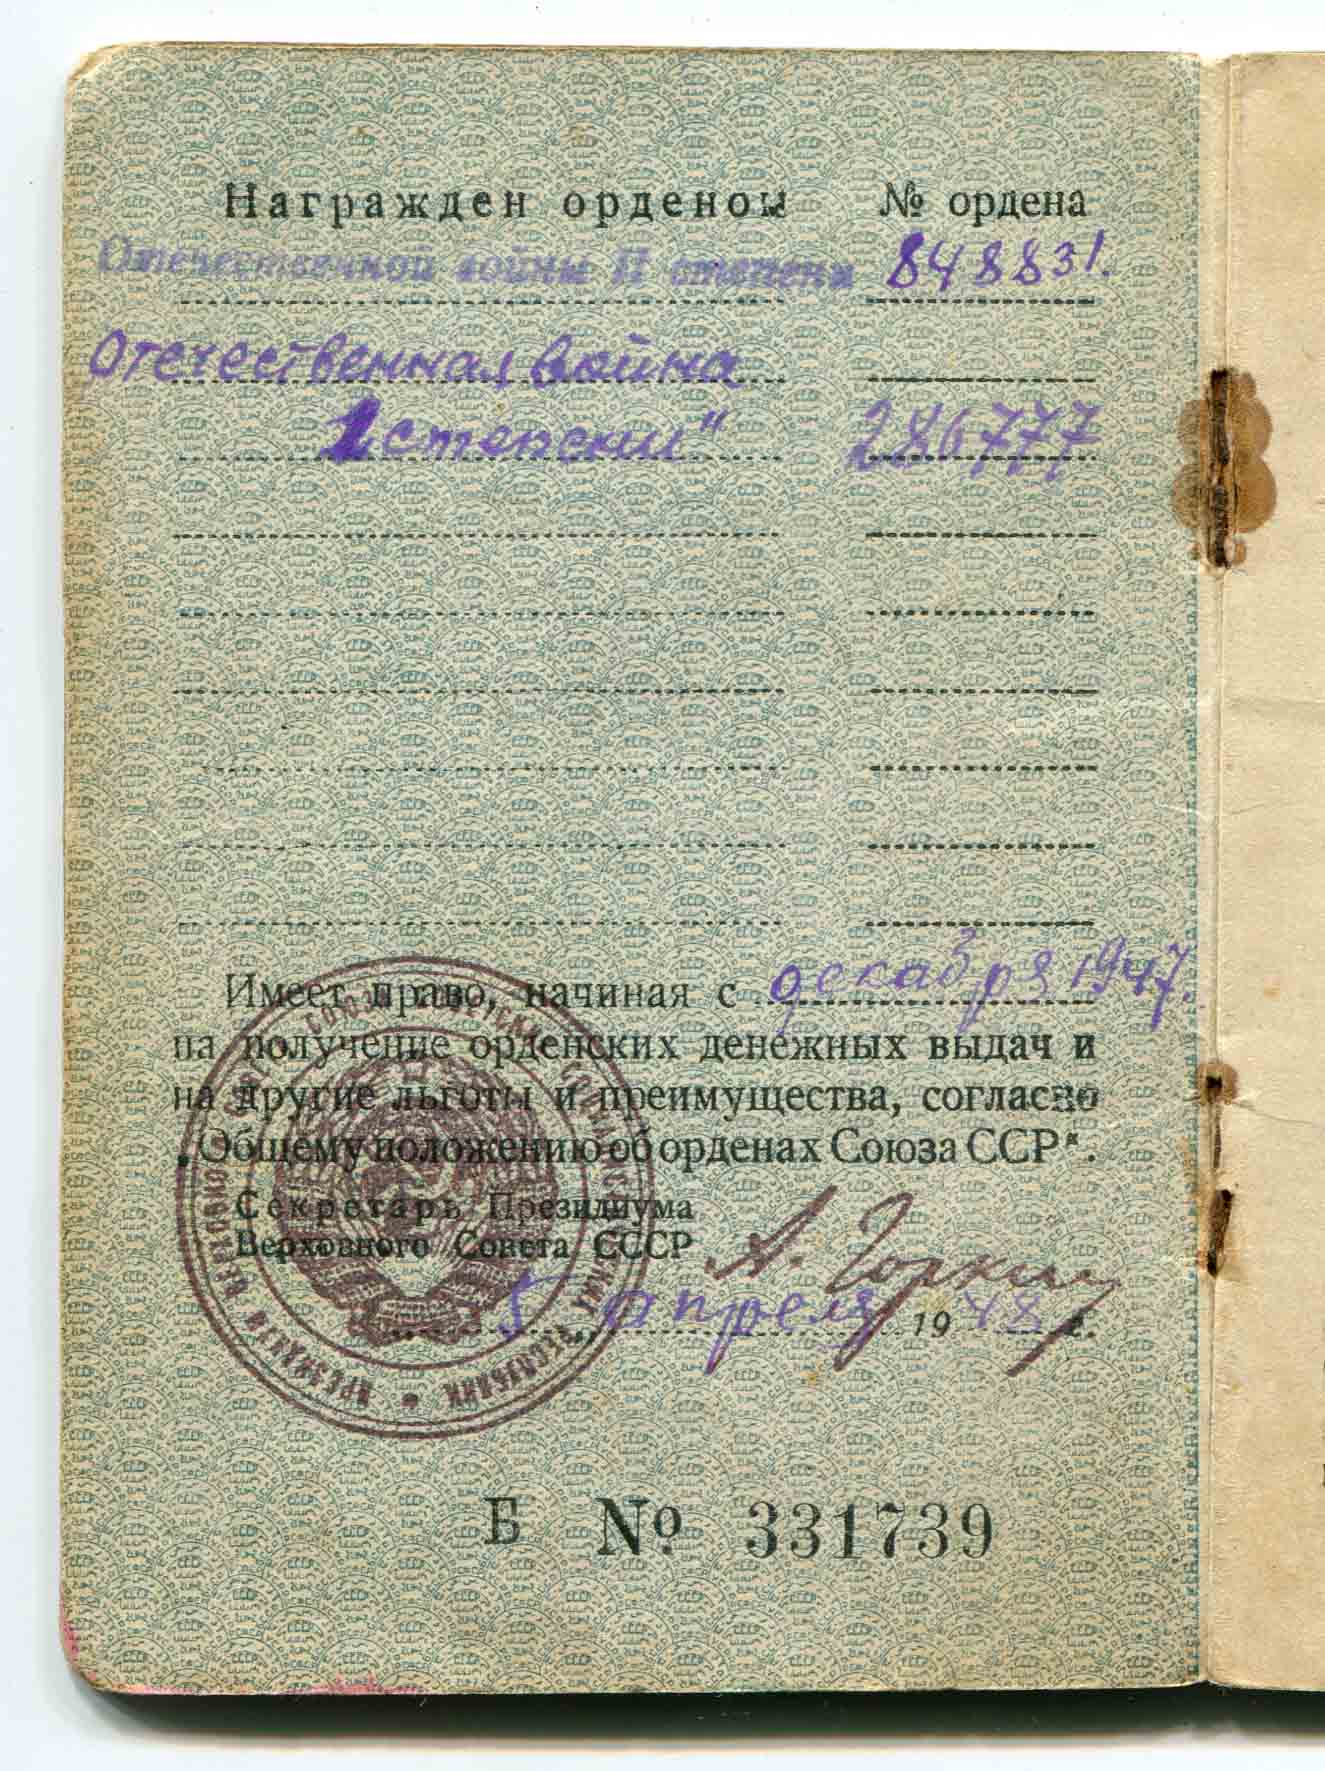 Награжден орденом № ордена
Отечественной войны II степени 848831.
Отечественная война
1 степени" 286777
Имеет право, начиная с декабря 1947.
на получение орденских денежных выдач и
на другие льготы и преимущества, согласно
„Общему положению об орденах Союза ССР“.
Секретарь Президиума
Верховного Совета СССР А. Горкин
5 апреля 1948 г.
Б № 331739